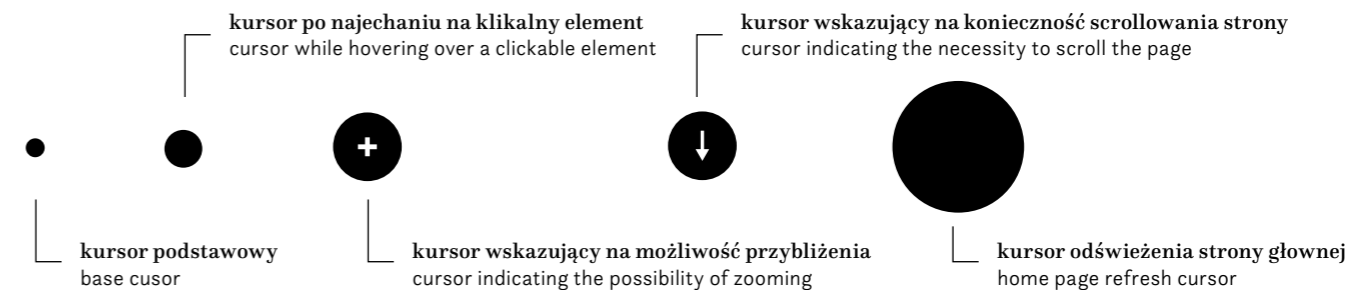 kursor po najechaniu na klikalny element
cursor while hovering over a clickable element
kursor wskazujący na konieczność scrollowania strony
cursor indicating the necessity to scroll the page
kursor podstawowy
base cusor
kursor wskazujący na możliwość przybliżenia
cursor indicating the possibility of zooming
kursor odświeżenia strony głownej
home page refresh cursor